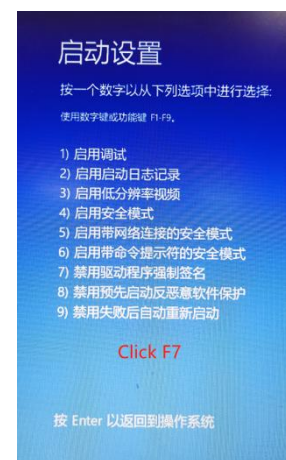 启动设置
按一个数字以从下列选项中进行选择:
使用数字键或功能键 F1-F9。
1) 启用调试
2) 启用启动日志记录
3) 启用低分辨率视频
4) 启用安全模式
5) 启用带网络连接的安全模式
6) 启用带命令提示符的安全模式
7) 禁用驱动程序强制签名
8) 禁用预先启动反恶意软件保护
9) 禁用失败后自动重新启动
Click F7
按 Enter 以返回到操作系统